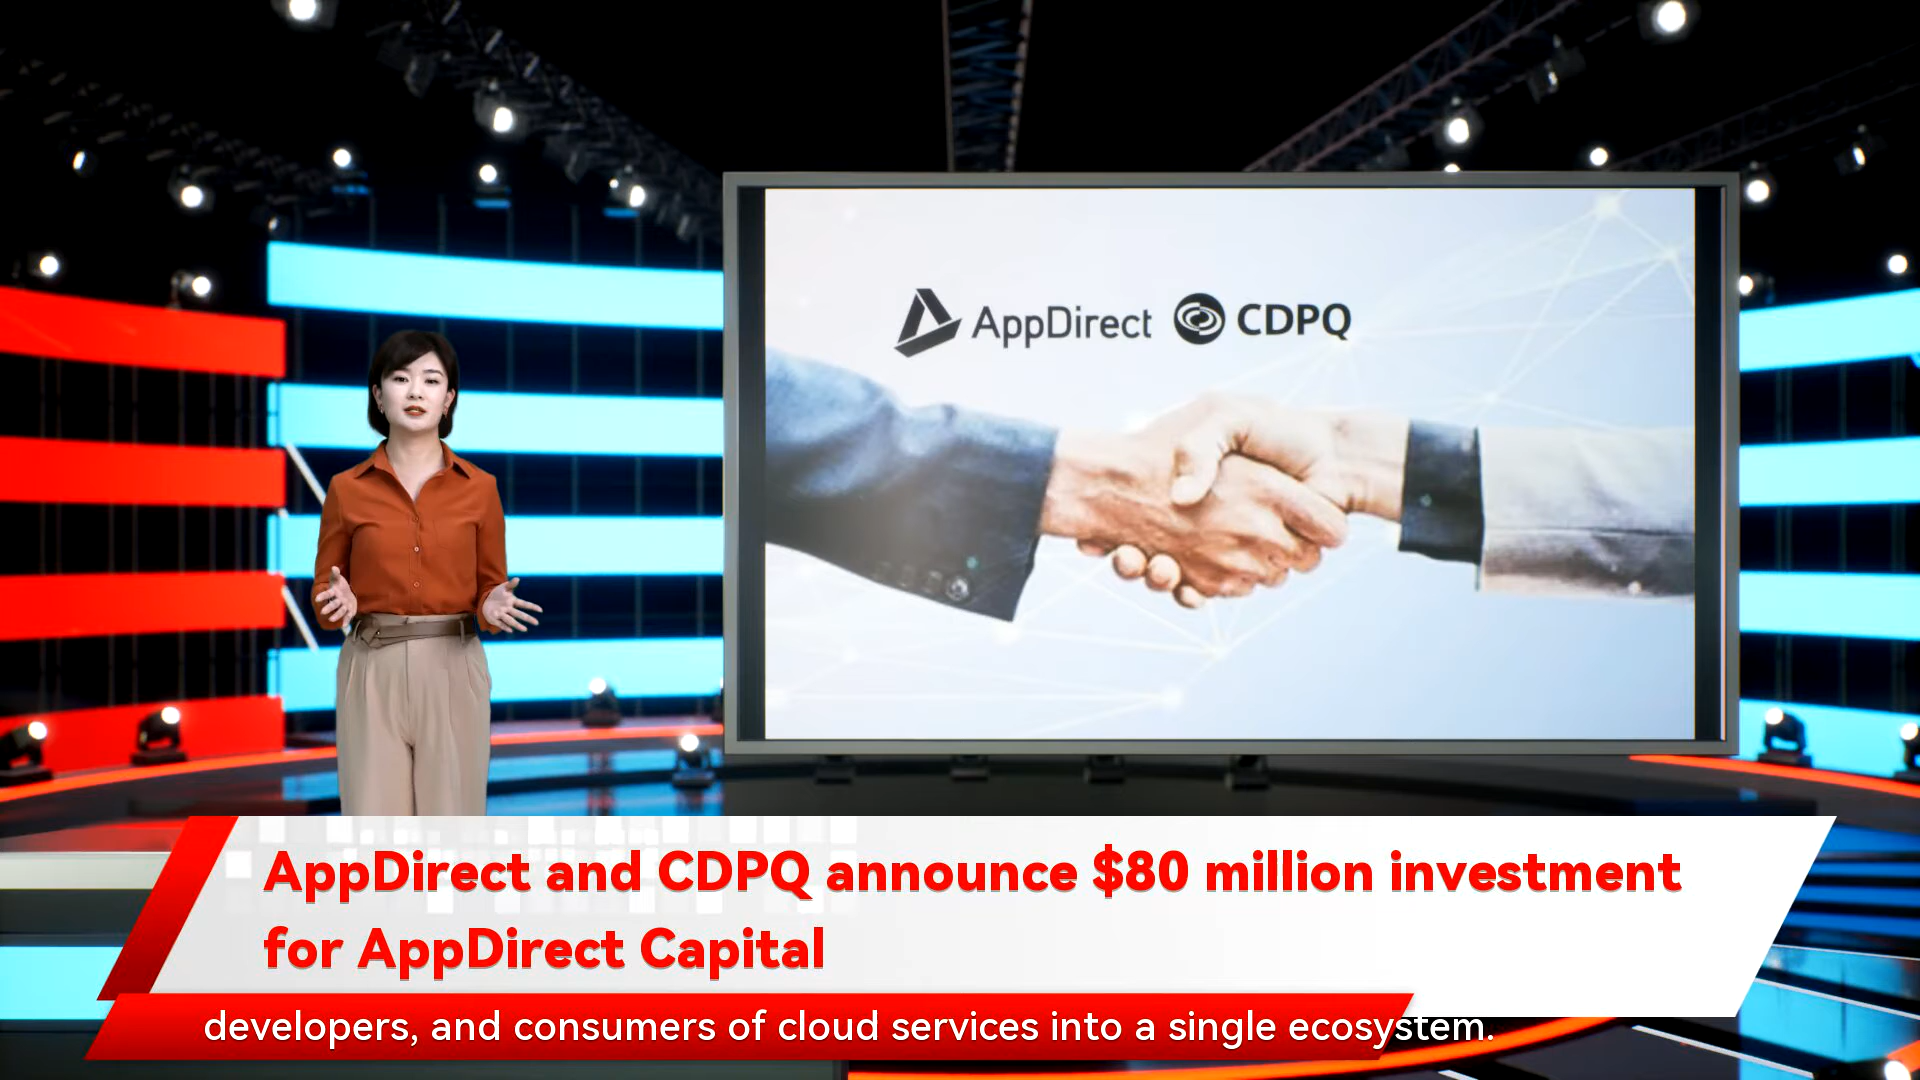 AppDirect CDPQ
AppDirect and CDPQ announce $80 million investment
for AppDirect Capital
developers, and consumers of cloud services into a single ecosystem.